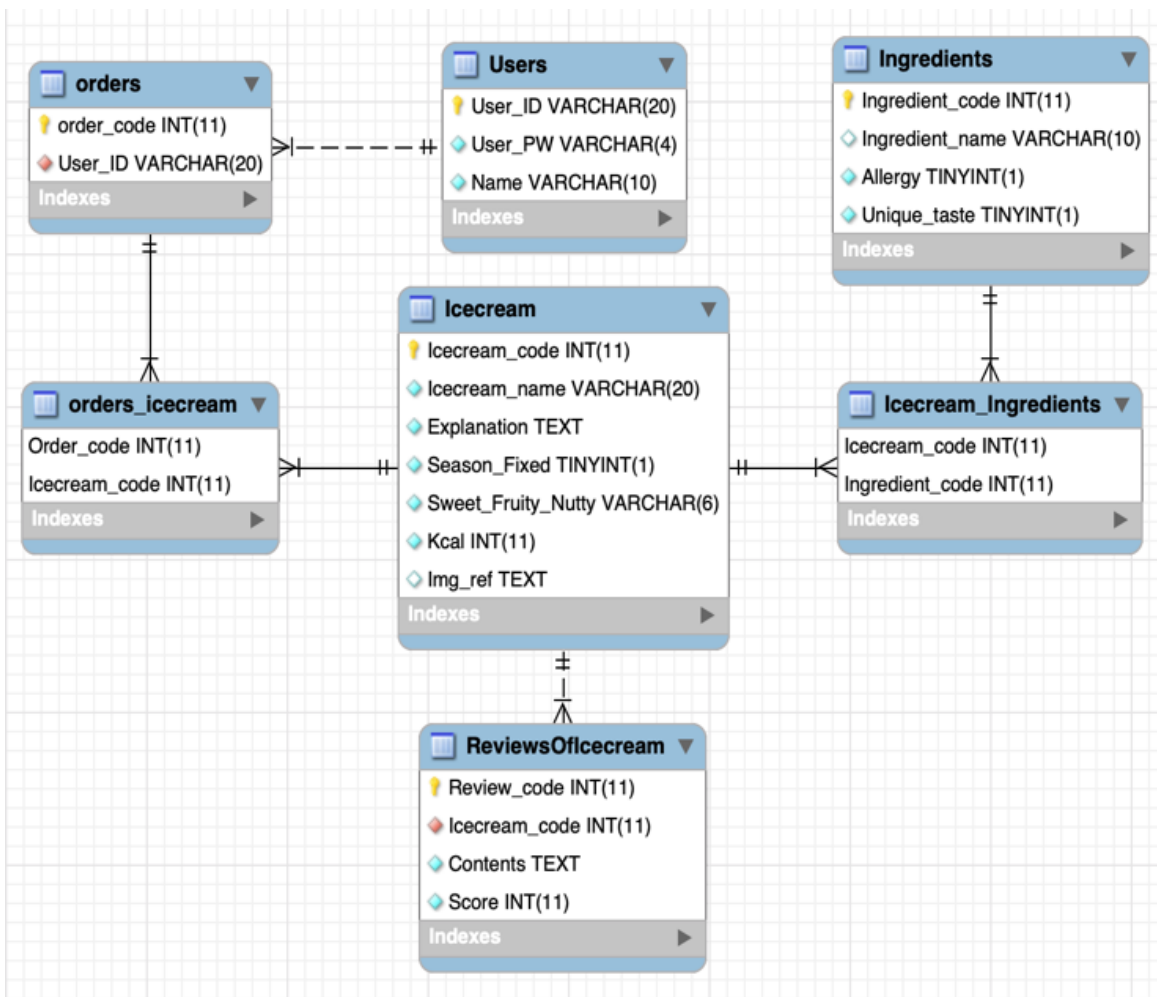 orders
order_code INT(11)
User_ID VARCHAR(20)
Indexes
Users
User_ID VARCHAR(20)
User_PW VARCHAR(4)
Name VARCHAR(10)
Indexes
Ingredients
Ingredient_code INT(11)
Ingredient_name VARCHAR(10)
Allergy TINYINT(1)
Unique_taste TINYINT(1)
Indexes
orders_icecream
Order_code INT(11)
Icecream_code INT(11)
Indexes
Icecream
Icecream_code INT(11)
Icecream_name VARCHAR(20)
Explanation TEXT
Season_Fixed TINYINT(1)
Sweet_Fruity_Nutty VARCHAR(6)
Kcal INT(11)
Img_ref TEXT
Indexes
Icecream_Ingredients
Icecream_code INT(11)
Ingredient_code INT(11)
Indexes
ReviewsOfIcecream
Review_code INT(11)
Icecream_code INT(11)
Contents TEXT
Score INT(11)
Indexes